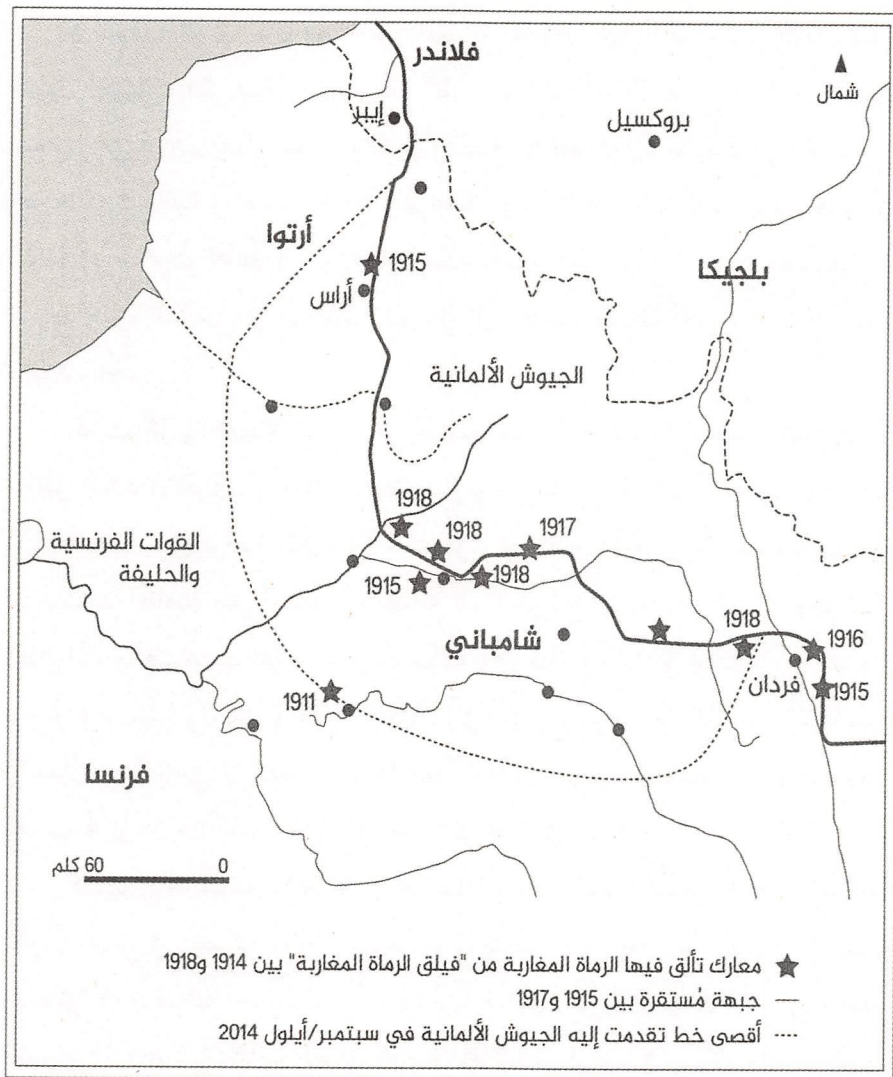 فلاندر
شمال
إيبر
بروكسيل
أرتوا
1915
بلجيكا
أراس
الجيوش الألمانية
1918
1918
1917
القوات الفرنسية
والحليفة
1915
1918
شامباني
1918
1916
فردان
1915
1911
فرنسا
60 كلم
0
معارك تألق فيها الرماة المغاربة من "فيلق الرماة المغاربة" بين 1914 و1918
جبهة مُستقرة بين 1915 و1917
أقصى خط تقدمت إليه الجيوش الألمانية في سبتمبر/أيلول 2014